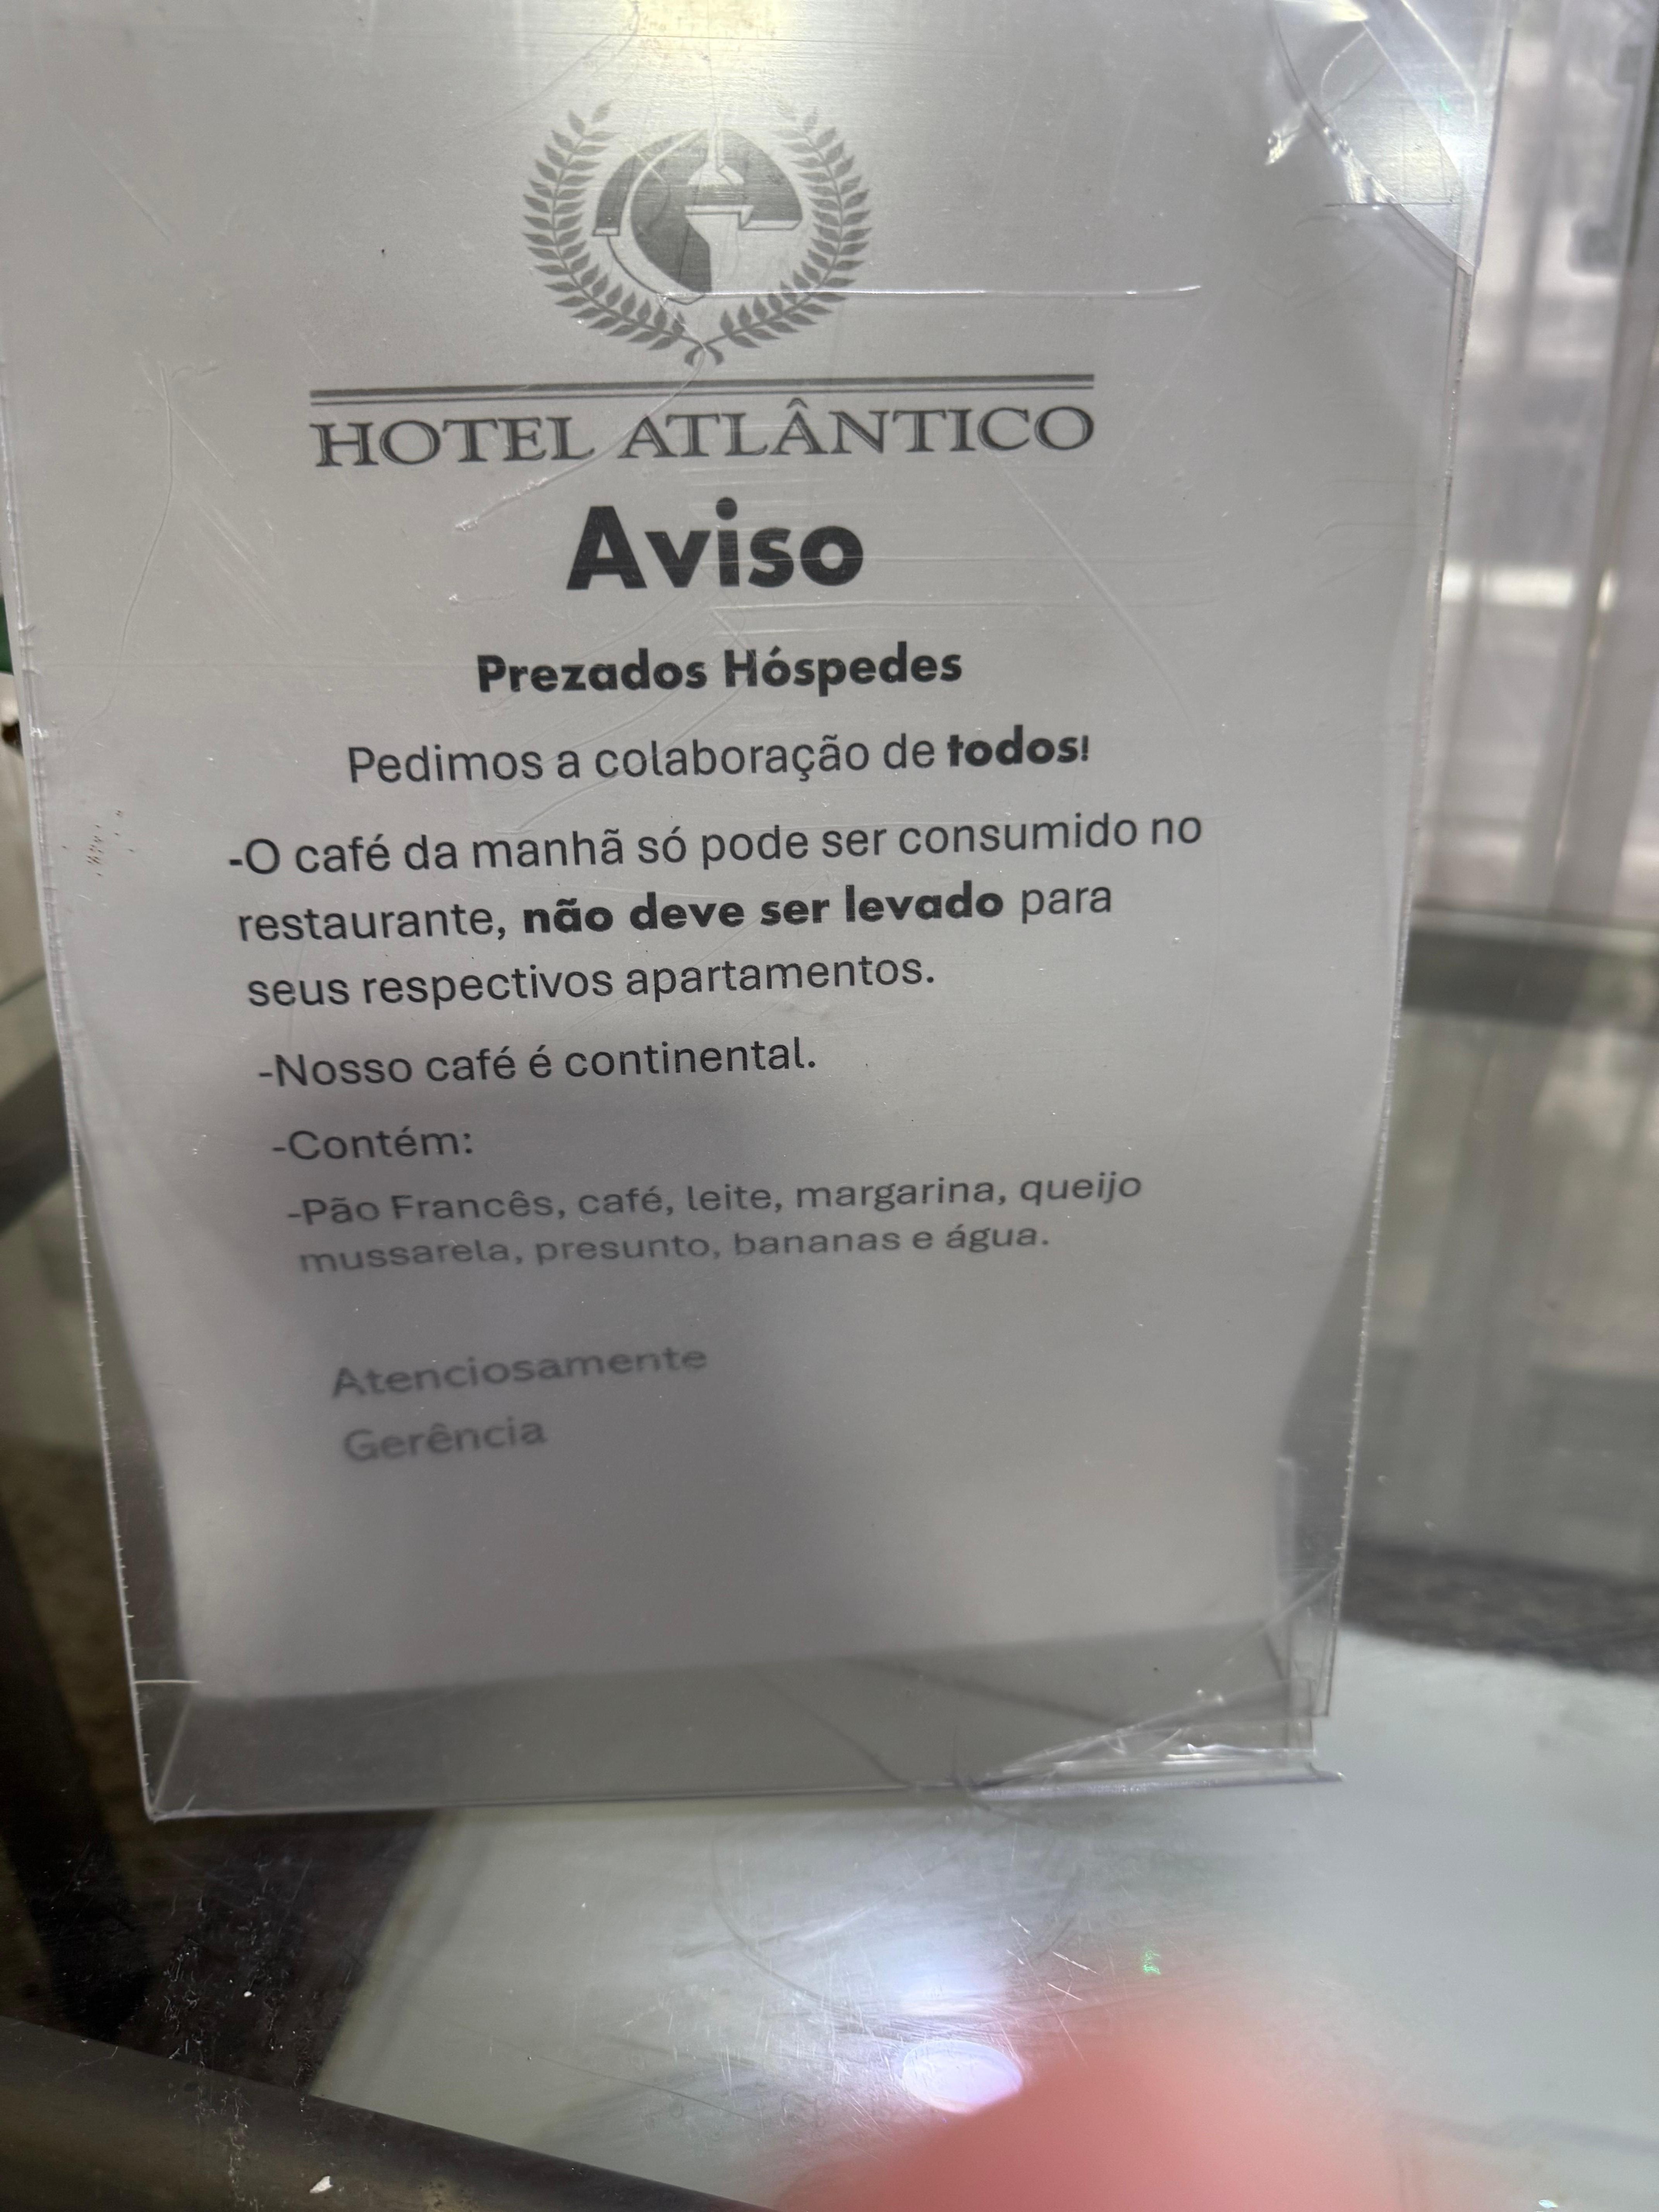 HOTEL ATLÂNTICO
Aviso
Prezados Hóspedes
Pedimos a colaboração de todos!
-O café da manhã só pode ser consumido no
restaurante, não deve ser levado para
seus respectivos apartamentos.
-Nosso café é continental.
-Contém:
-Pão Francês, café, leite, margarina, queijo
mussarela, presunto, bananas e água.
Atenciosamente
Gerência